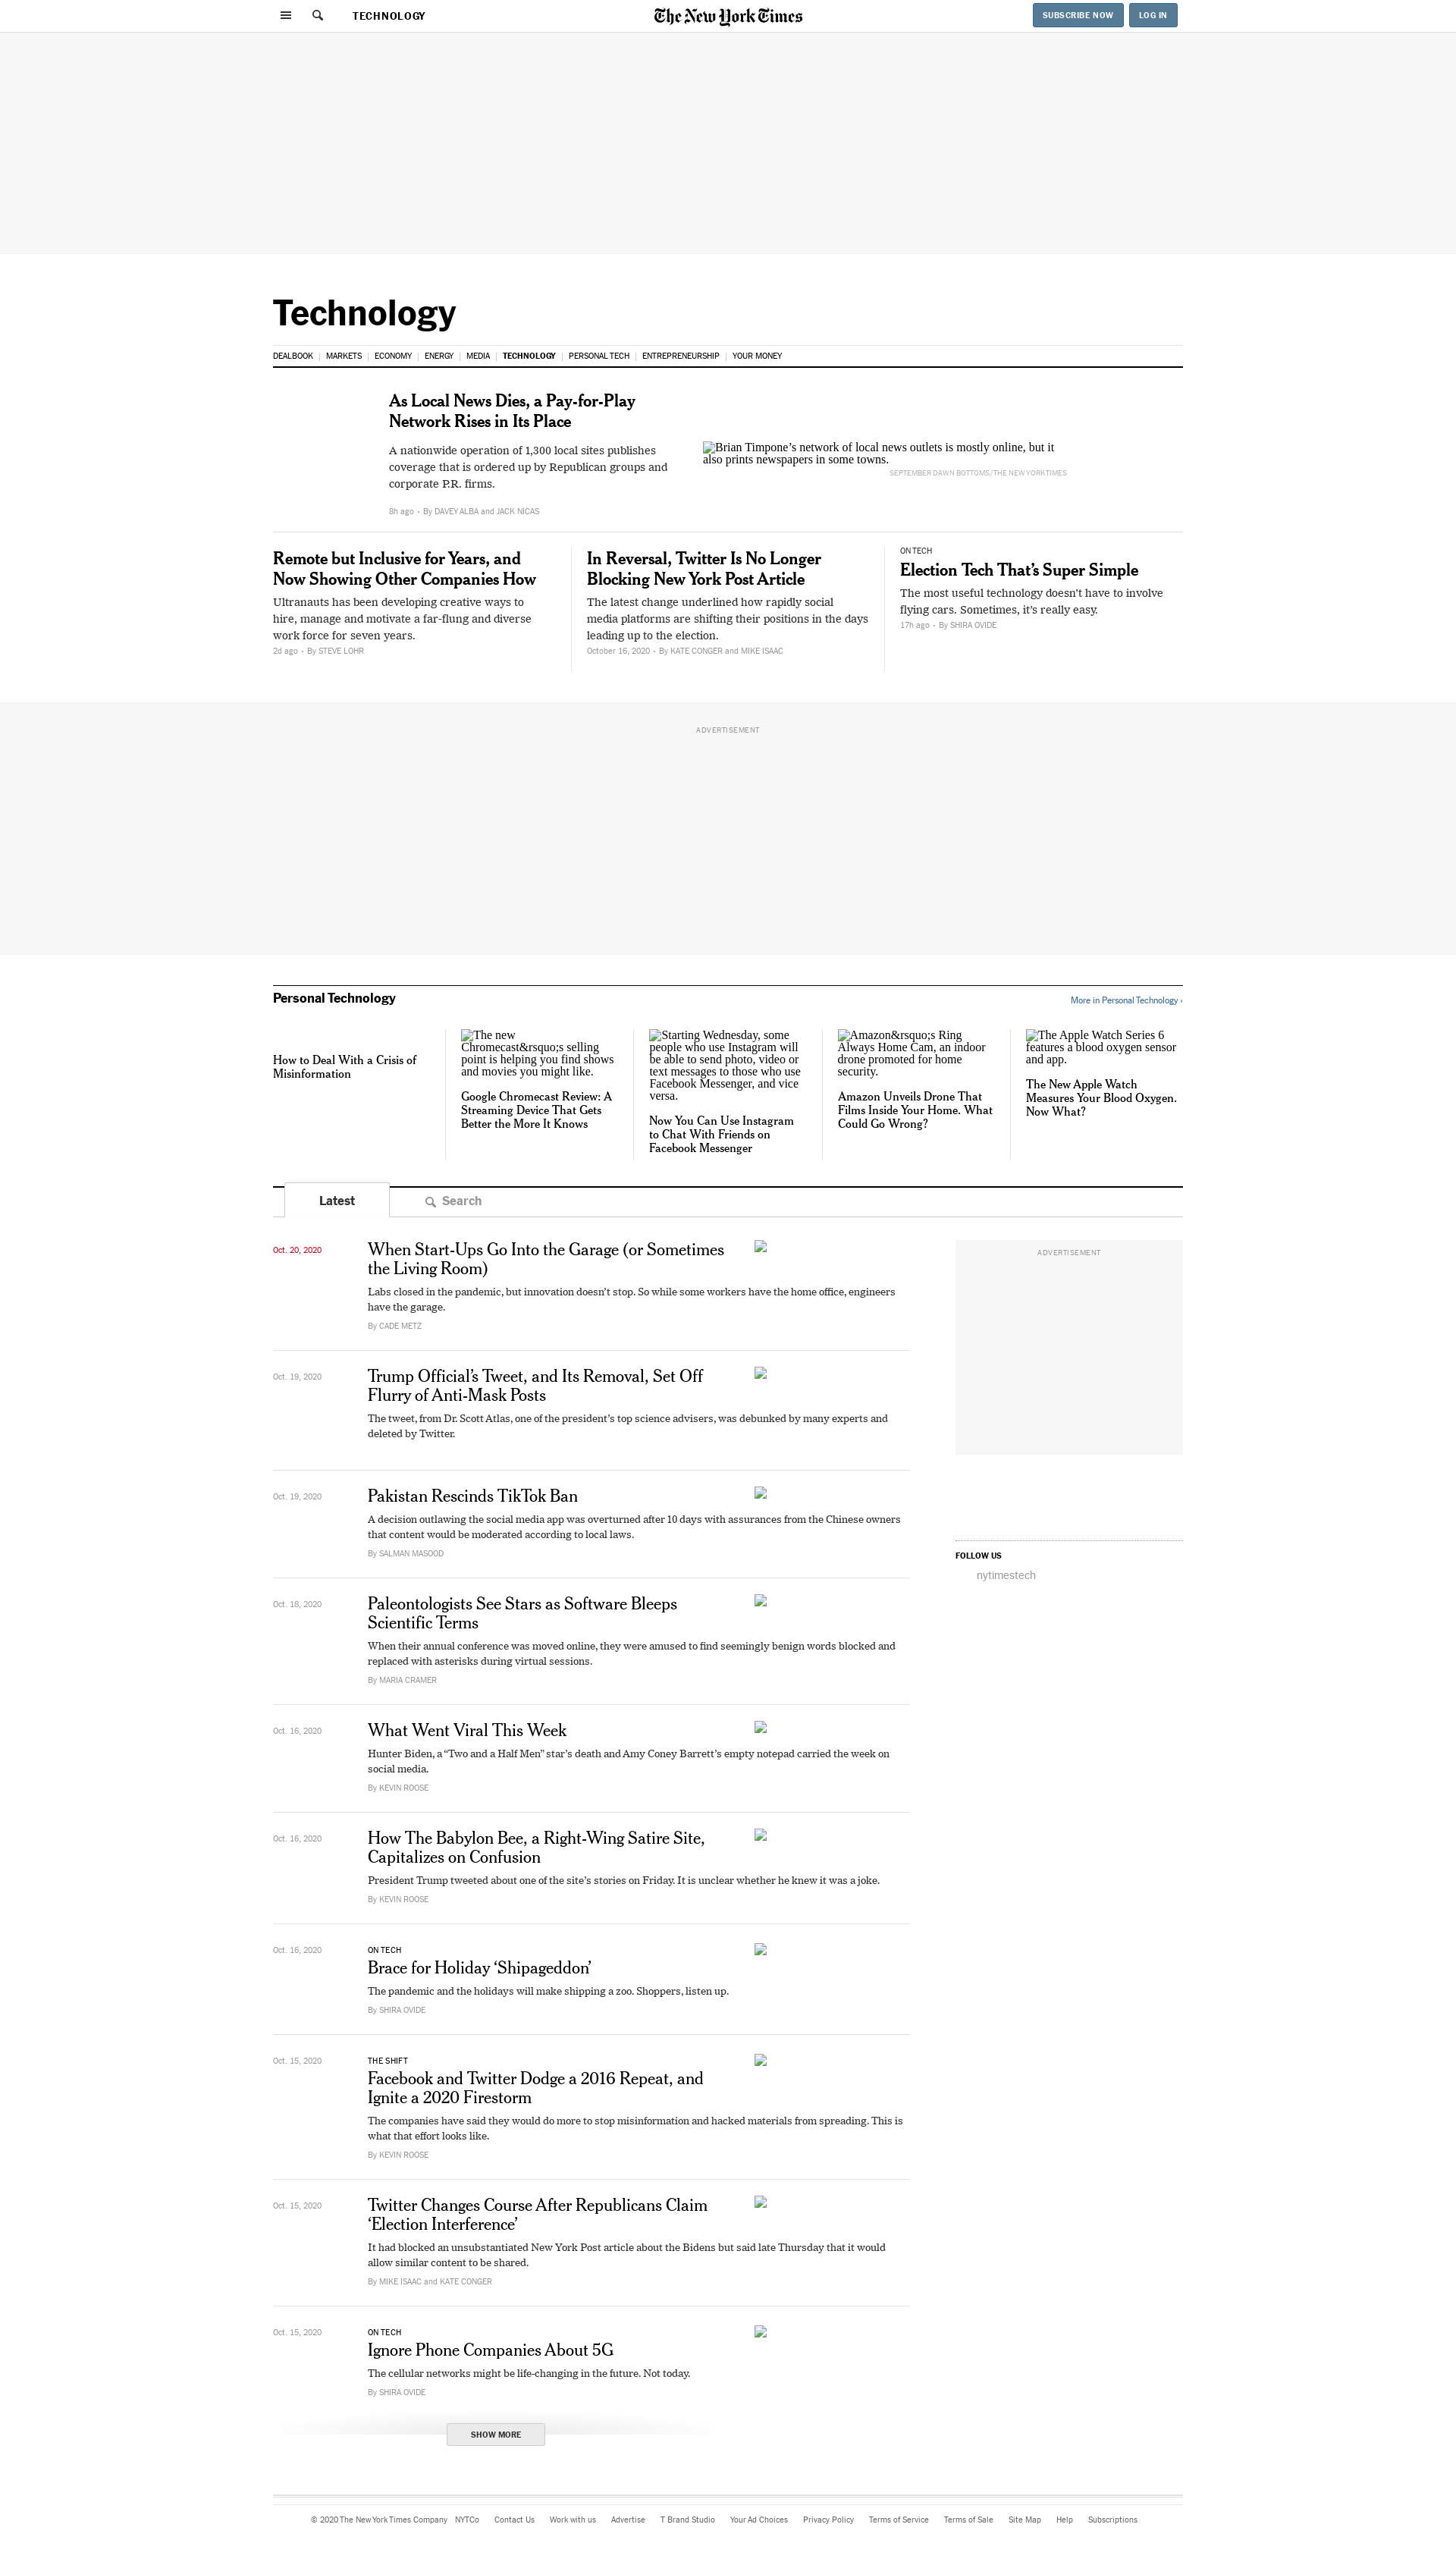 TECHNOLOGY
The New York Times
SUBSCRIBE NOW
LOG IN
Technology
DEALBOOK
MARKETS
ECONOMY
ENERGY
MEDIA
TECHNOLOGY
PERSONAL TECH
ENTREPRENEURSHIP
YOUR MONEY
As Local News Dies, a Pay-for-Play
Network Rises in Its Place
A nationwide operation of 1,300 local sites publishes
coverage that is ordered up by Republican groups and
corporate P.R. firms.
8h ago • By DAVEY ALBA and JACK NICAS
Brian Timpone’s network of local news outlets is mostly online, but it
also prints newspapers in some towns.
SEPTEMBER DAWN BOTTOMS/THE NEW YORK TIMES
Remote but Inclusive for Years, and
Now Showing Other Companies How
Ultranauts has been developing creative ways to
hire, manage and motivate a far-flung and diverse
work force for seven years.
2d ago • By STEVE LOHR
In Reversal, Twitter Is No Longer
Blocking New York Post Article
The latest change underlined how rapidly social
media platforms are shifting their positions in the days
leading up to the election.
October 16, 2020 • By KATE CONGER and MIKE ISAAC
ON TECH
Election Tech That’s Super Simple
The most useful technology doesn’t have to involve
flying cars. Sometimes, it’s really easy.
17h ago • By SHIRA OVIDE
ADVERTISEMENT
Personal Technology
More in Personal Technology ›
How to Deal With a Crisis of
Misinformation
The new
Chromecast&rsquo;s selling
point is helping you find shows
and movies you might like.
Google Chromecast Review: A
Streaming Device That Gets
Better the More It Knows
Starting Wednesday, some
people who use Instagram will
be able to send photo, video or
text messages to those who use
Facebook Messenger, and vice
versa.
Now You Can Use Instagram
to Chat With Friends on
Facebook Messenger
Amazon&rsquo;s Ring
Always Home Cam, an indoor
drone promoted for home
security.
Amazon Unveils Drone That
Films Inside Your Home. What
Could Go Wrong?
The Apple Watch Series 6
features a blood oxygen sensor
and app.
The New Apple Watch
Measures Your Blood Oxygen.
Now What?
Latest
Search
Oct. 20, 2020
When Start-Ups Go Into the Garage (or Sometimes
the Living Room)
Labs closed in the pandemic, but innovation doesn’t stop. So while some workers have the home office, engineers
have the garage.
By CADE METZ
ADVERTISEMENT
Oct. 19, 2020
Trump Official’s Tweet, and Its Removal, Set Off
Flurry of Anti-Mask Posts
The tweet, from Dr. Scott Atlas, one of the president’s top science advisers, was debunked by many experts and
deleted by Twitter.
Oct. 19, 2020
Pakistan Rescinds TikTok Ban
A decision outlawing the social media app was overturned after 10 days with assurances from the Chinese owners
that content would be moderated according to local laws.
By SALMAN MASOOD
FOLLOW US
nytimestech
Oct. 18, 2020
Paleontologists See Stars as Software Bleeps
Scientific Terms
When their annual conference was moved online, they were amused to find seemingly benign words blocked and
replaced with asterisks during virtual sessions.
By MARIA CRAMER
Oct. 16, 2020
What Went Viral This Week
Hunter Biden, a “Two and a Half Men” star’s death and Amy Coney Barrett’s empty notepad carried the week on
social media.
By KEVIN ROOSE
Oct. 16, 2020
How The Babylon Bee, a Right-Wing Satire Site,
Capitalizes on Confusion
President Trump tweeted about one of the site’s stories on Friday. It is unclear whether he knew it was a joke.
By KEVIN ROOSE
Oct. 16, 2020
ON TECH
Brace for Holiday ‘Shipageddon’
The pandemic and the holidays will make shipping a zoo. Shoppers, listen up.
By SHIRA OVIDE
Oct. 15, 2020
THE SHIFT
Facebook and Twitter Dodge a 2016 Repeat, and
Ignite a 2020 Firestorm
The companies have said they would do more to stop misinformation and hacked materials from spreading. This is
what that effort looks like.
By KEVIN ROOSE
Oct. 15, 2020
Twitter Changes Course After Republicans Claim
‘Election Interference’
It had blocked an unsubstantiated New York Post article about the Bidens but said late Thursday that it would
allow similar content to be shared.
By MIKE ISAAC and KATE CONGER
Oct. 15, 2020
ON TECH
Ignore Phone Companies About 5G
The cellular networks might be life-changing in the future. Not today.
By SHIRA OVIDE
SHOW MORE
© 2020 The New York Times Company
NYTCo
Contact Us
Work with us
Advertise
T Brand Studio
Your Ad Choices
Privacy Policy
Terms of Service
Terms of Sale
Site Map
Help
Subscriptions